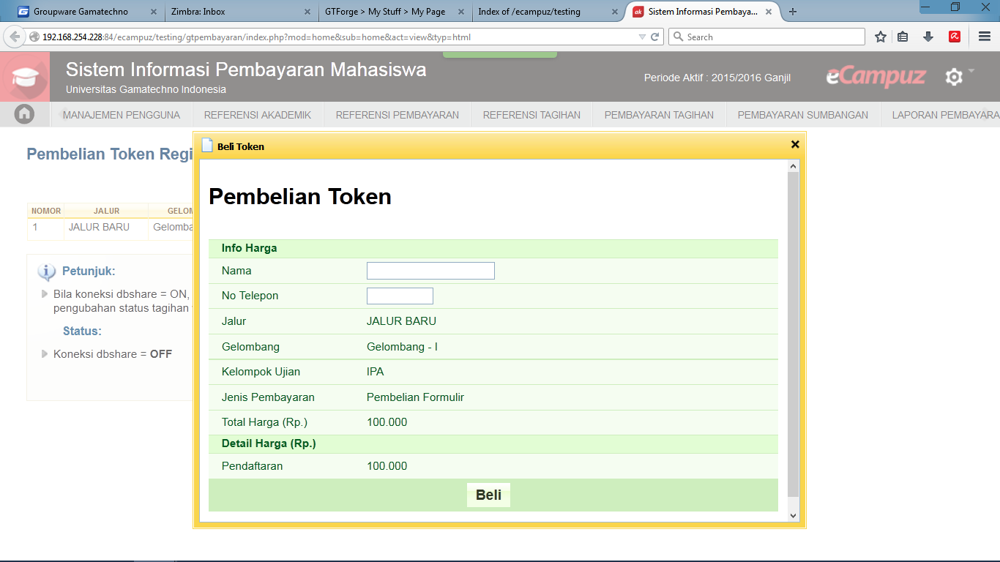 Groupware Gamatechno
Zimbra: Inbox
GTForge > My Stuff > My Page
Index of /ecampuz/testing
Sistem Informasi Pembaya...
192.168.254.228:84/ecampuz/testing/gtpembayaran/index.php?mod=home&sub=home&act=view&typ=html
Search
Sistem Informasi Pembayaran Mahasiswa
Universitas Gamatechno Indonesia
Periode Aktif : 2015/2016 Ganjil
eCampuz
MANAJEMEN PENGGUNA
REFERENSI AKADEMIK
REFERENSI PEMBAYARAN
REFERENSI TAGIHAN
PEMBAYARAN TAGIHAN
PEMBAYARAN SUMBANGAN
LAPORAN PEMBAYARA
Pembelian Token Regi
NOMOR JALUR GELOM
1 JALUR BARU Gelomba
Petunjuk:
Bila koneksi dbshare = ON,
pengubahan status tagihan
Status:
Koneksi dbshare = OFF
Beli Token
Pembelian Token
Info Harga
Nama
No Telepon
Jalur JALUR BARU
Gelombang Gelombang - I
Kelompok Ujian IPA
Jenis Pembayaran Pembelian Formulir
Total Harga (Rp.) 100.000
Detail Harga (Rp.)
Pendaftaran 100.000
Beli